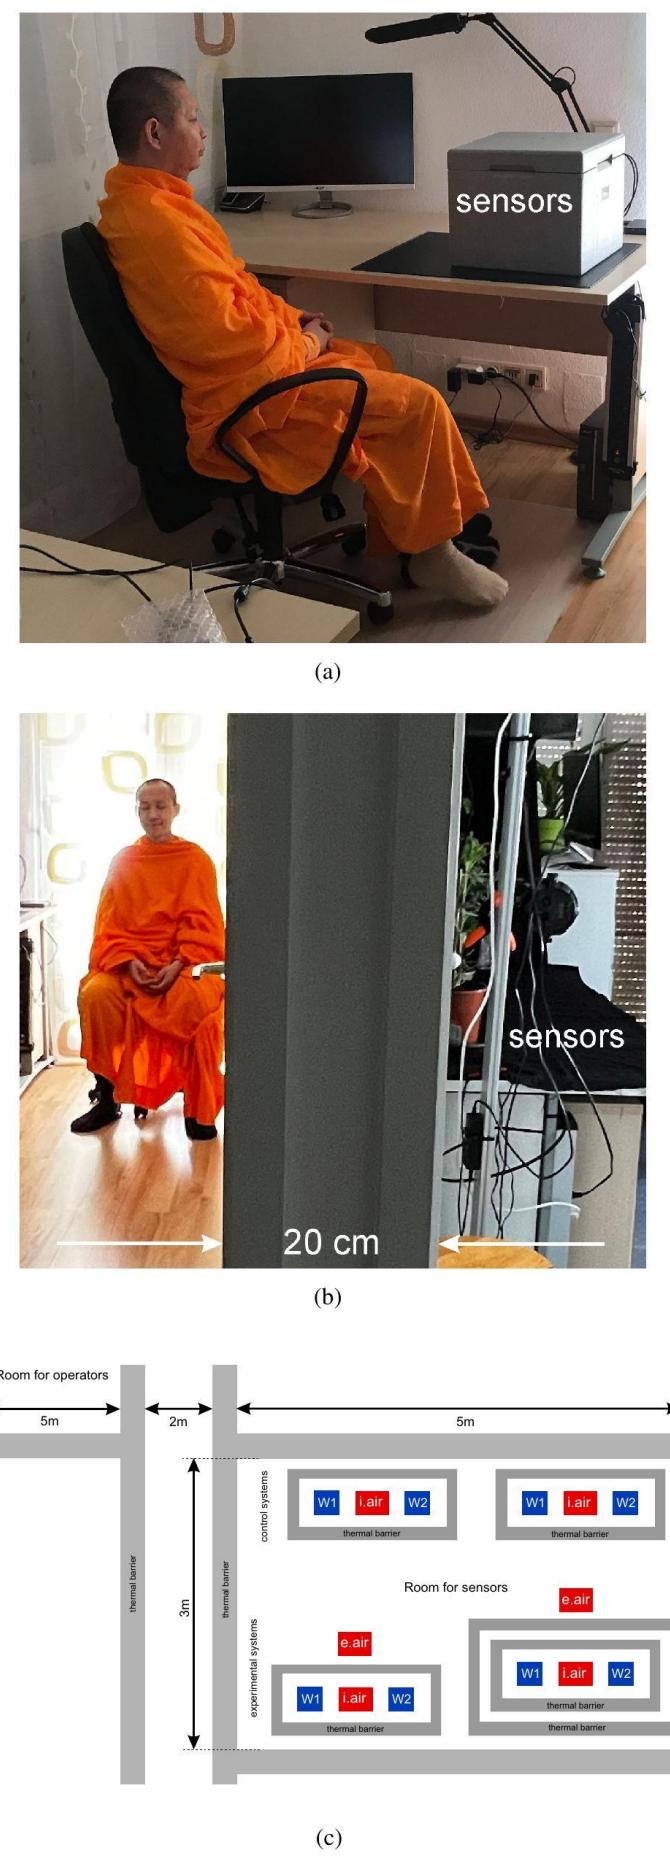 sensors
(a)
sensors
20 cm
(b)
Room for operators
5m
2m
5m
control systems
W1 i.air W2
thermal barrier
W1 i.air W2
thermal barrier
thermal barrier
thermal barrier
3m
Room for sensors
e.air
e.air
experimental systems
W1 i.air W2
thermal barrier
W1 i.air W2
thermal barrier
thermal barrier
(c)